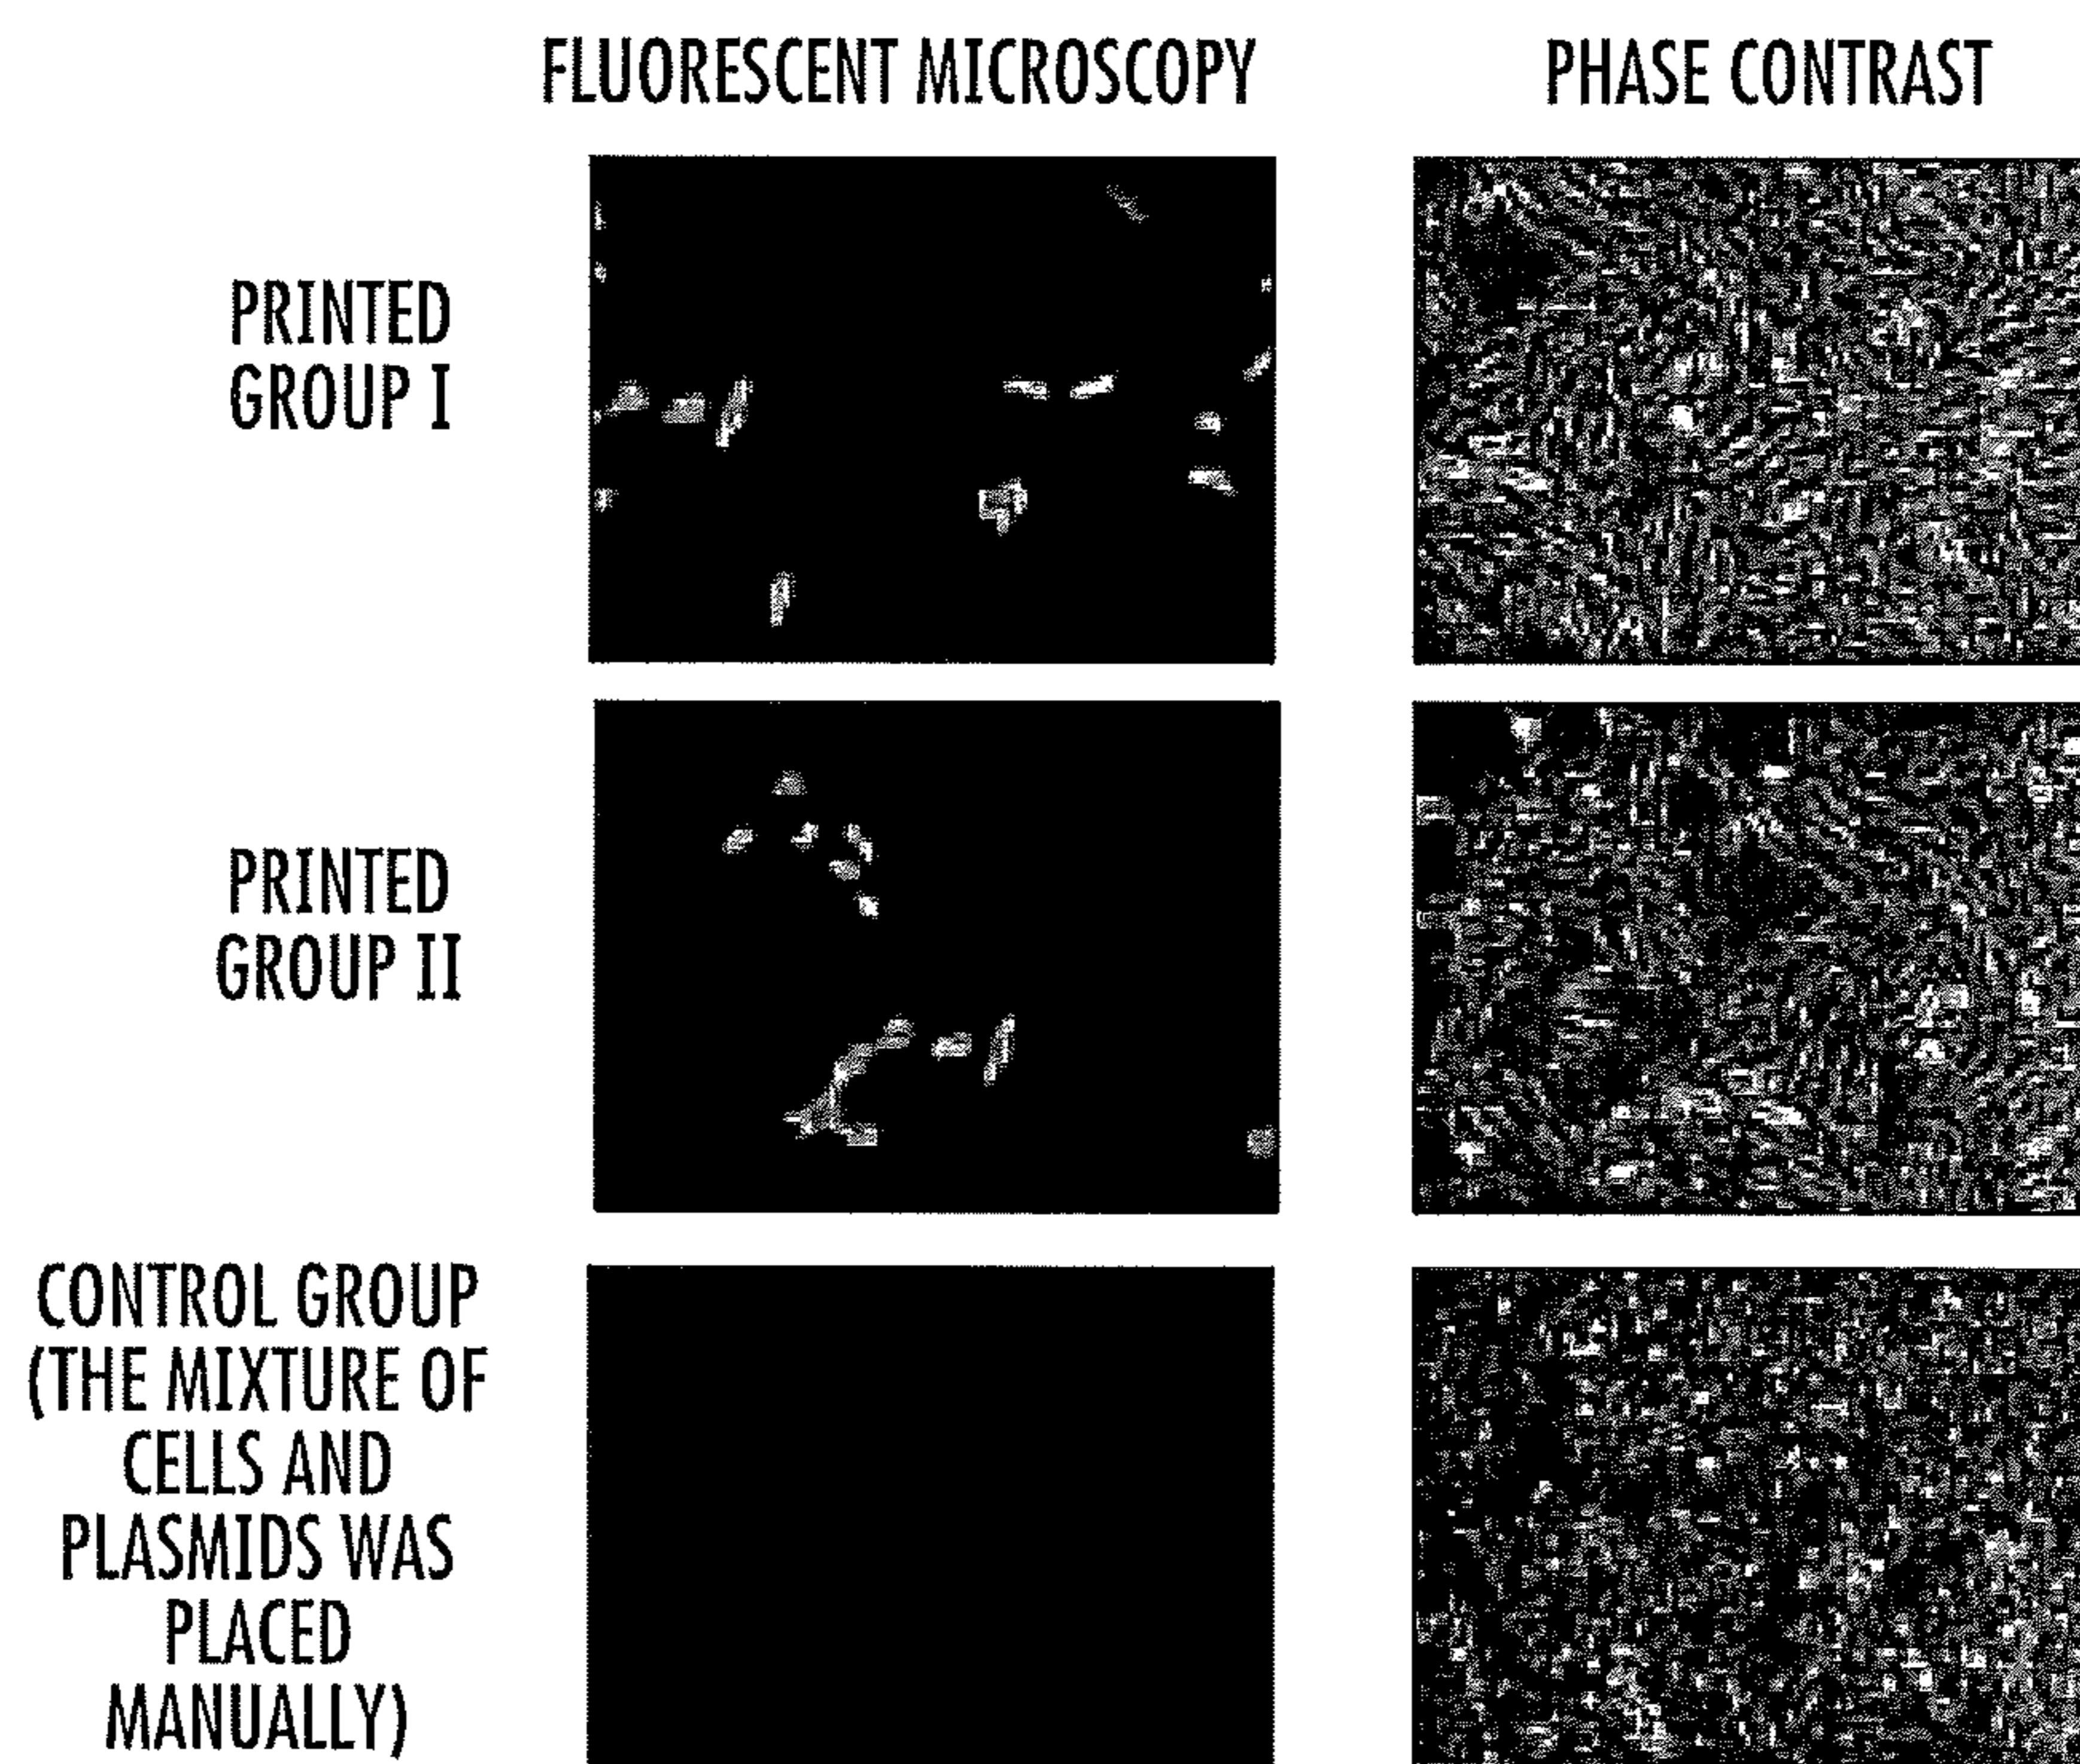 FLUORESCENT MICROSCOPY
PHASE CONTRAST
PRINTED
GROUP I
PRINTED
GROUP II
CONTROL GROUP
(THE MIXTURE OF
CELLS AND
PLASMIDS WAS
PLACED
MANUALLY)